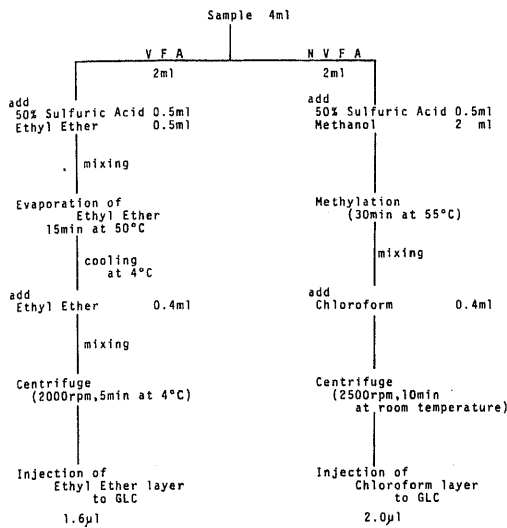 Sample 4ml
V F A
2ml
add
50% Sulfuric Acid 0.5ml
Ethyl Ether 0.5ml
mixing
Evaporation of
Ethyl Ether
15min at 50°C
cooling
at 4°C
add
Ethyl Ether 0.4ml
mixing
Centrifuge
(2000rpm,5min at 4°C)
Injection of
Ethyl Ether layer
to GLC
1.6µl
N V F A
2ml
add
50% Sulfuric Acid 0.5ml
Methanol 2 ml
Methylation
(30min at 55°C)
mixing
add
Chloroform 0.4ml
Centrifuge
(2500rpm,10min
at room temperature)
Injection of
Chloroform layer
to GLC
2.0µl